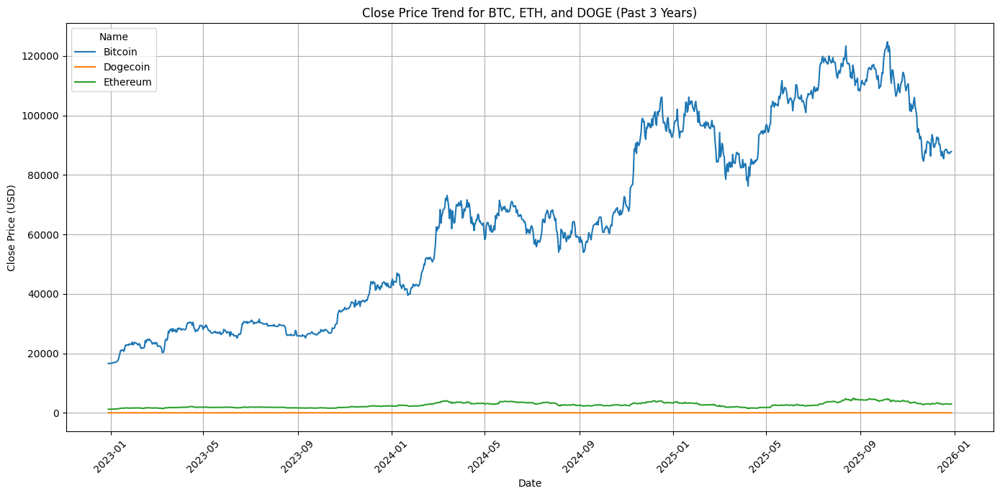 Close Price Trend for BTC, ETH, and DOGE (Past 3 Years)
Name
Bitcoin
Dogecoin
Ethereum
Close Price (USD)
120000
100000
80000
60000
40000
20000
0
2023-01
2023-05
2023-09
2024-01
2024-05
2024-09
2025-01
2025-05
2025-09
2026-01
Date